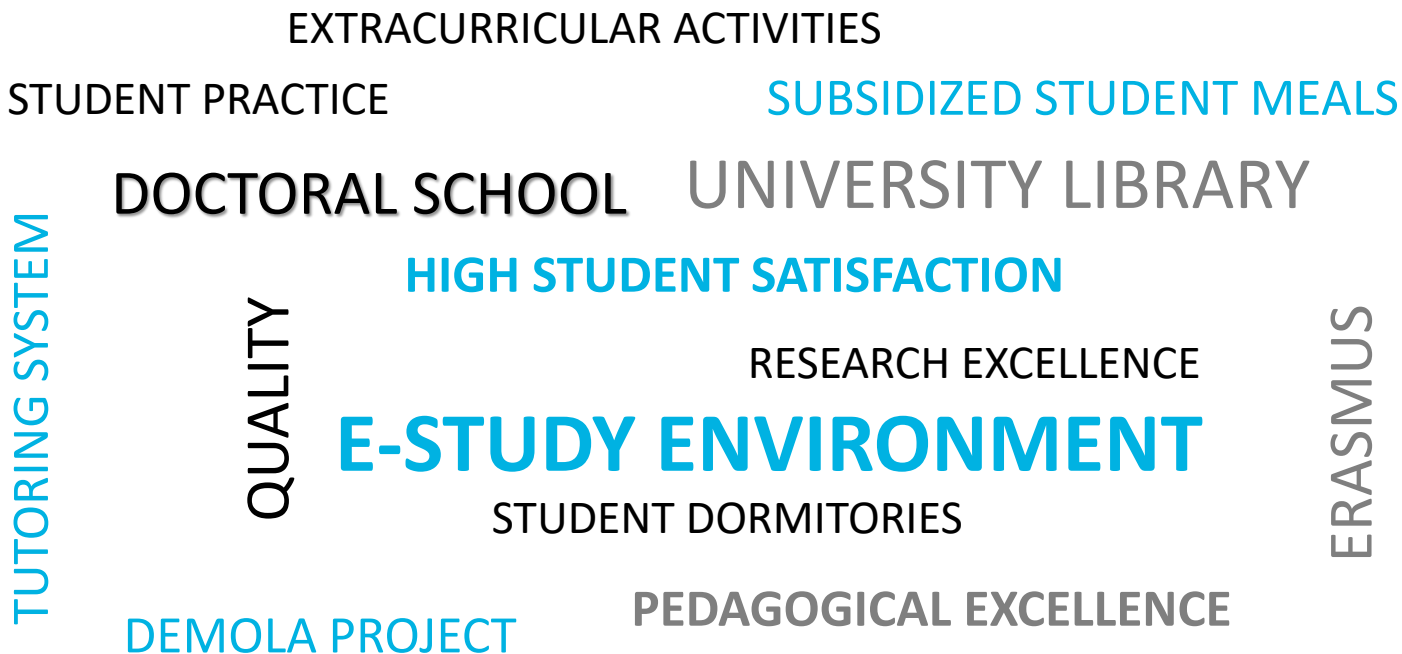 EXTRACURRICULAR ACTIVITIES
STUDENT PRACTICE
SUBSIDIZED STUDENT MEALS
DOCTORAL SCHOOL
UNIVERSITY LIBRARY
TUTORING SYSTEM
HIGH STUDENT SATISFACTION
QUALITY
RESEARCH EXCELLENCE
ERASMUS
E-STUDY ENVIRONMENT
STUDENT DORMITORIES
PEDAGOGICAL EXCELLENCE
DEMOLA PROJECT